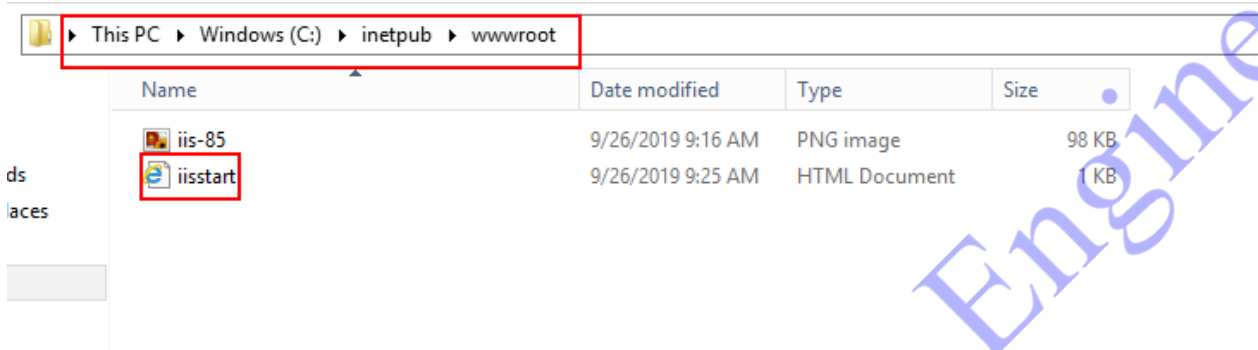 This PC Windows (C:) inetpub wwwroot
Name Date modified Type Size
iis-85 9/26/2019 9:16 AM PNG image 98 KB
ds iisstart 9/26/2019 9:25 AM HTML Document 1 KB
laces
Engine